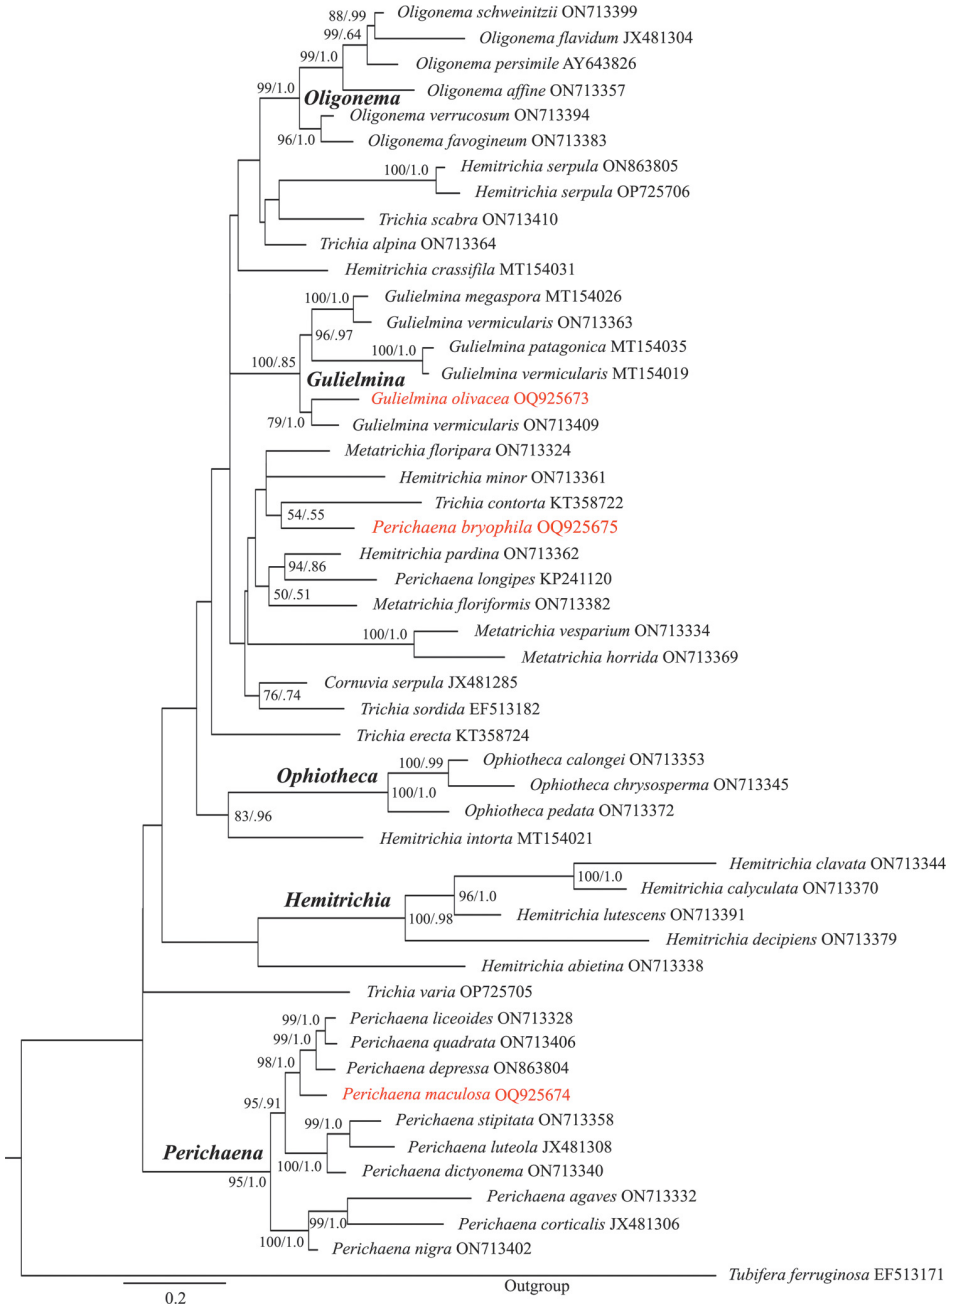 88/.99
Oligonema schweinitzii ON713399
99/.64
Oligonema flavidum JX481304
99/1.0
Oligonema persimile AY643826
99/1.0
Oligonema affine ON713357
Oligonema
Oligonema verrucosum ON713394
96/1.0
Oligonema favogineum ON713383
Hemitrichia serpula ON863805
100/1.0
Hemitrichia serpula OP725706
Trichia scabra ON713410
Trichia alpina ON713364
Hemitrichia crassifila MT154031
100/1.0
Gulielmina megaspora MT154026
Gulielmina vermicularis ON713363
96/.97
100/1.0
Gulielmina patagonica MT154035
100/.85
Gulielmina vermicularis MT154019
Gulielmina
Gulielmina olivacea OQ925673
79/1.0
Gulielmina vermicularis ON713409
Metatrichia floripara ON713324
Hemitrichia minor ON713361
Trichia contorta KT358722
54/.55
Perichaena bryophila OQ925675
Hemitrichia pardina ON713362
94/.86
Perichaena longipes KP241120
50/.51
Metatrichia floriformis ON713382
100/1.0
Metatrichia vesparium ON713334
Metatrichia horrida ON713369
Cornuvia serpula JX481285
76/.74
Trichia sordida EF513182
Trichia erecta KT358724
100/.99
Ophiotheca calongei ON713353
Ophiotheca
Ophiotheca chrysosperma ON713345
100/1.0
Ophiotheca pedata ON713372
83/.96
Hemitrichia intorta MT154021
Hemitrichia clavata ON713344
100/1.0
Hemitrichia calyculata ON713370
Hemitrichia
96/1.0
Hemitrichia lutescens ON713391
100/.98
Hemitrichia decipiens ON713379
Hemitrichia abietina ON713338
Trichia varia OP725705
99/1.0
Perichaena liceoides ON713328
99/1.0
Perichaena quadrata ON713406
98/1.0
Perichaena depressa ON863804
Perichaena maculosa OQ925674
95/.91
99/1.0
Perichaena stipitata ON713358
Perichaena luteola JX481308
Perichaena
100/1.0
Perichaena dictyonema ON713340
95/1.0
Perichaena agaves ON713332
99/1.0
Perichaena corticalis JX481306
100/1.0
Perichaena nigra ON713402
Tubifera ferruginosa EF513171
Outgroup
0.2